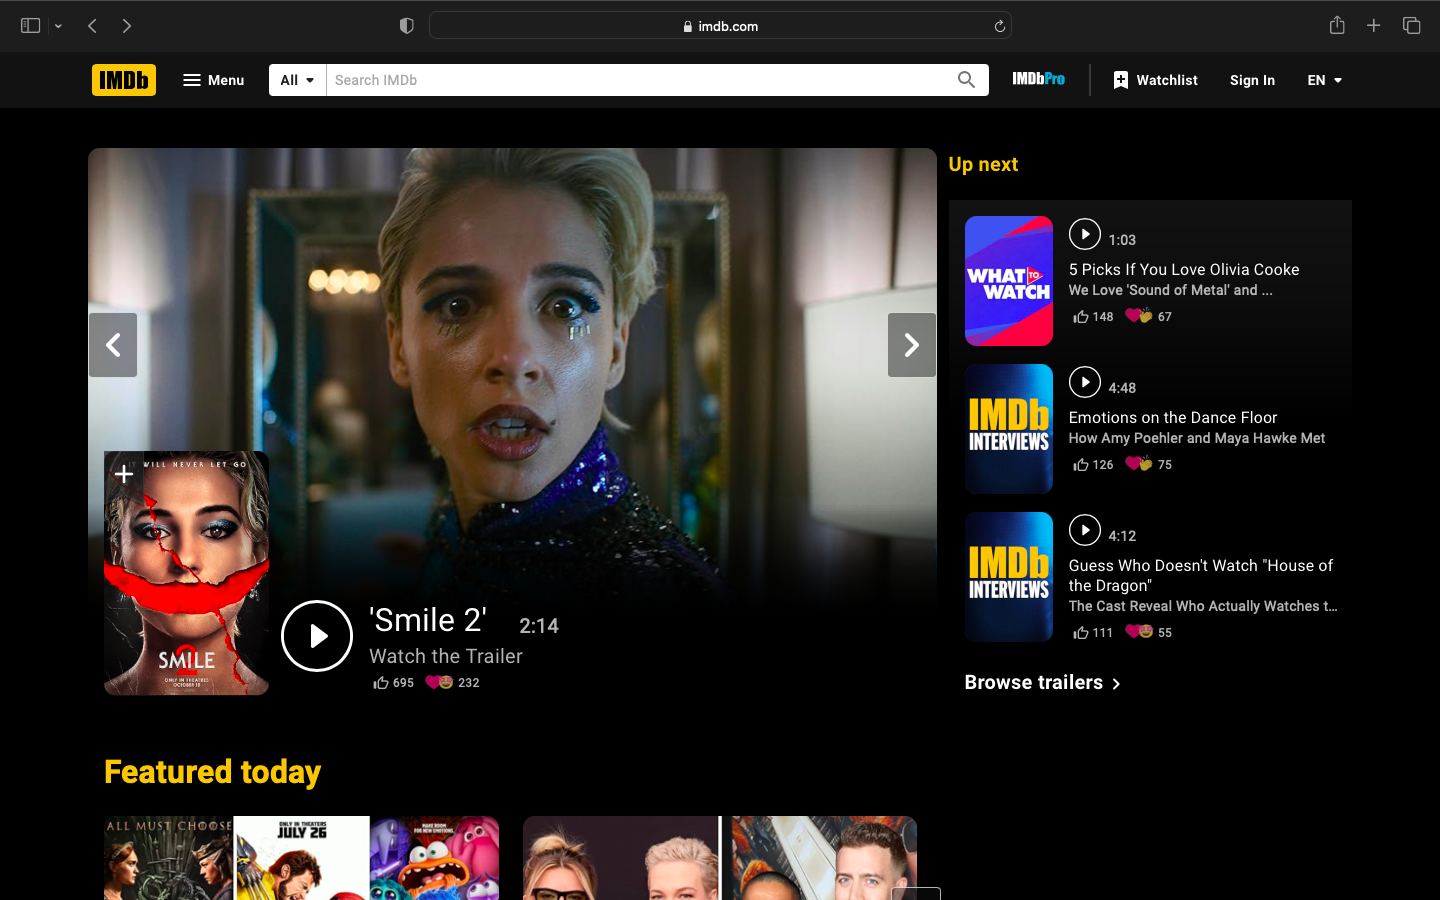 imdb.com
IMDb
Menu
All
Search IMDb
IMDbPro
Watchlist
Sign In
EN
IT WILL NEVER LET GO
SMILE
2
ONLY IN THEATRES
OCTOBER 18
'Smile 2'
2:14
Watch the Trailer
695
232
Up next
WHAT TO
WATCH
1:03
5 Picks If You Love Olivia Cooke
We Love 'Sound of Metal' and ...
148
67
IMDb
INTERVIEWS
4:48
Emotions on the Dance Floor
How Amy Poehler and Maya Hawke Met
126
75
IMDb
INTERVIEWS
4:12
Guess Who Doesn't Watch "House of
the Dragon"
The Cast Reveal Who Actually Watches t...
111
55
Browse trailers
Featured today
ALL MUST CHOOSE
ONLY IN THEATERS
JULY 26
MAKE ROOM
FOR NEW EMOTIONS.